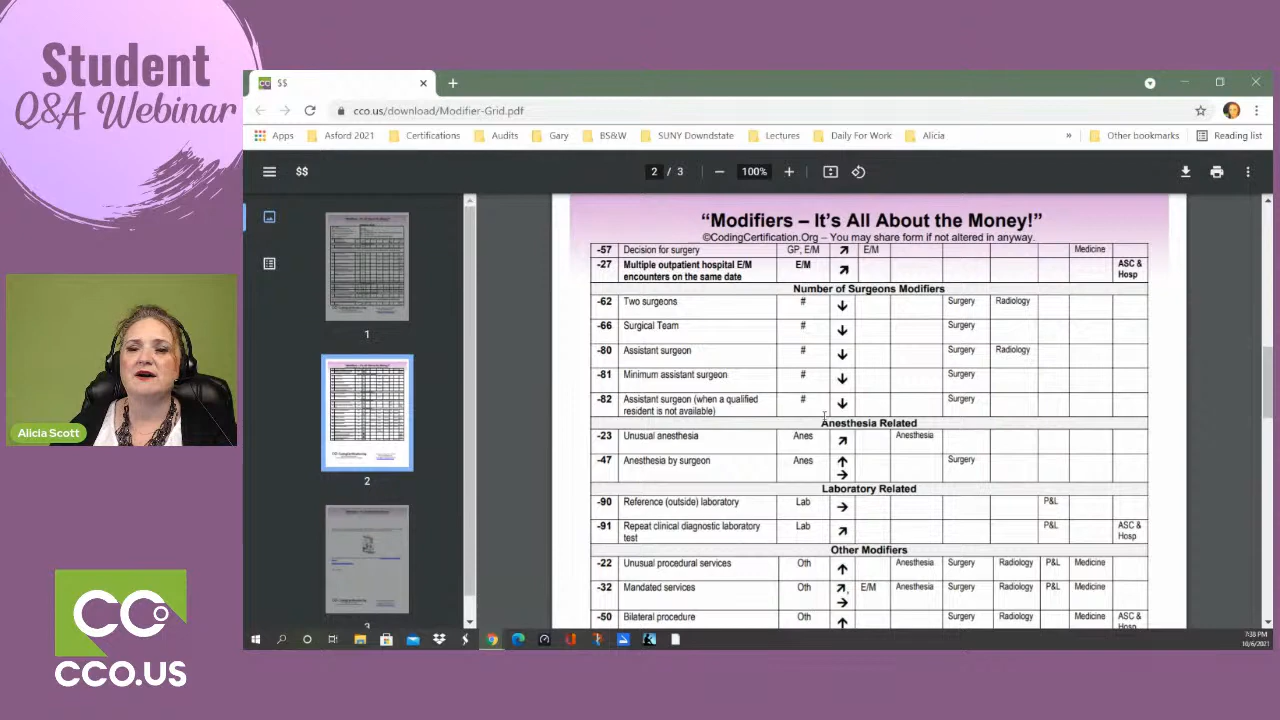 Student
Q&A Webinar
$$
cco.us/download/Modifier-Grid.pdf
Apps Asford 2021 Certifications Audits Gary BS&W SUNY Downstate Lectures Daily For Work Alicia » Other bookmarks Reading list
$$ 2 / 3 100%
1
2
3
“Modifiers – It’s All About the Money!”
©CodingCertification.Org – You may share form if not altered in anyway.
-57 Decision for surgery GP, E/M ↗ E/M Medicine
-27 Multiple outpatient hospital E/M encounters on the same date E/M ↗ ASC & Hosp
Number of Surgeons Modifiers
-62 Two surgeons # ↓ Surgery Radiology
-66 Surgical Team # ↓ Surgery
-80 Assistant surgeon # ↓ Surgery Radiology
-81 Minimum assistant surgeon # ↓ Surgery
-82 Assistant surgeon (when a qualified resident is not available) # ↓ Surgery
Anesthesia Related
-23 Unusual anesthesia Anes ↗ Anesthesia
-47 Anesthesia by surgeon Anes ↑ → Surgery
Laboratory Related
-90 Reference (outside) laboratory Lab → P&L
-91 Repeat clinical diagnostic laboratory test Lab ↗ P&L ASC & Hosp
Other Modifiers
-22 Unusual procedural services Oth ↑ Anesthesia Surgery Radiology P&L Medicine
-32 Mandated services Oth ↗, → E/M Anesthesia Surgery Radiology P&L Medicine
-50 Bilateral procedure Oth ↑ Surgery Radiology Medicine ASC & Hosp
Alicia Scott
7:38 PM
10/6/2021
CCO
CCO.US